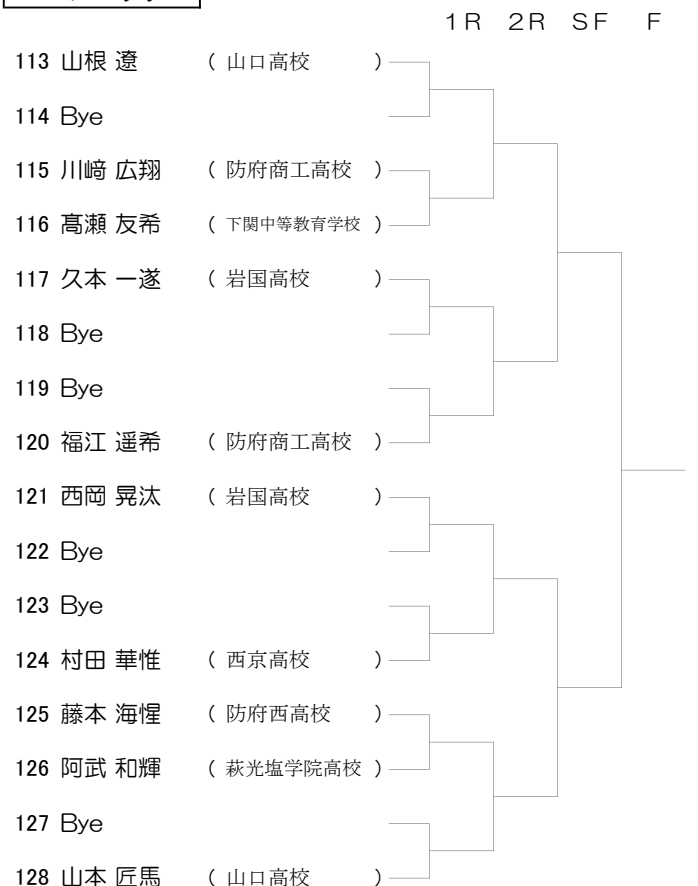 1R 2R SF F
113 山根 遼 ( 山口高校 )
114 Bye
115 川﨑 広翔 ( 防府商工高校 )
116 髙瀬 友希 ( 下関中等教育学校 )
117 久本 一遂 ( 岩国高校 )
118 Bye
119 Bye
120 福江 遥希 ( 防府商工高校 )
121 西岡 晃汰 ( 岩国高校 )
122 Bye
123 Bye
124 村田 華惟 ( 西京高校 )
125 藤本 海惺 ( 防府西高校 )
126 阿武 和輝 ( 萩光塩学院高校 )
127 Bye
128 山本 匠馬 ( 山口高校 )